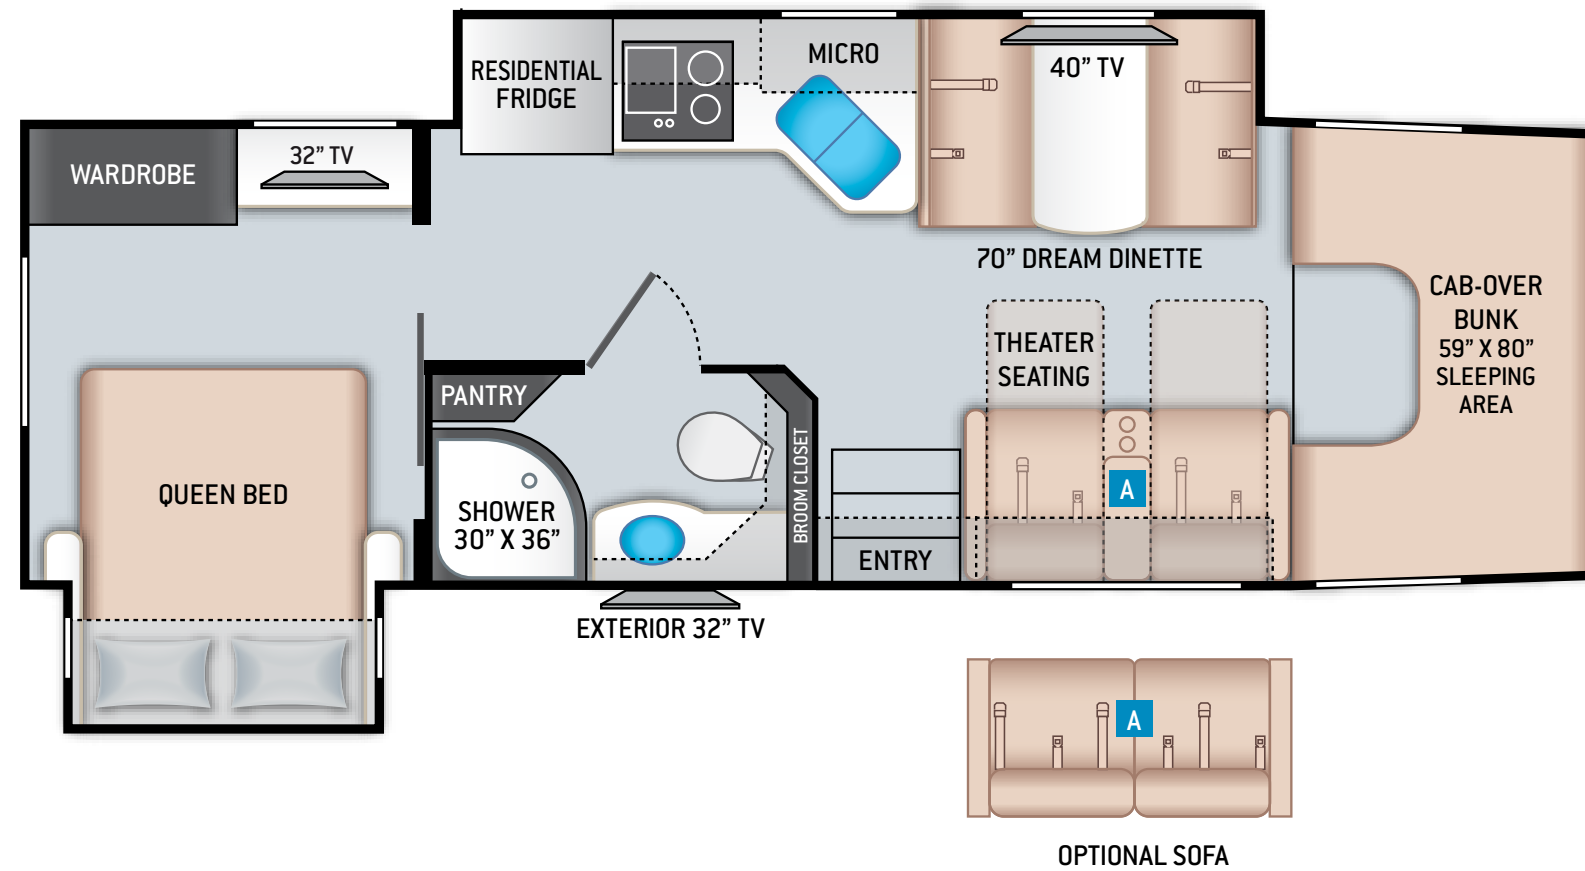 RESIDENTIAL
FRIDGE
MICRO
40” TV
WARDROBE
32” TV
70” DREAM DINETTE
CAB-OVER
BUNK
59” X 80”
SLEEPING
AREA
THEATER
SEATING
PANTRY
QUEEN BED
SHOWER
30” X 36”
BROOM CLOSET
A
ENTRY
EXTERIOR 32” TV
A
OPTIONAL SOFA